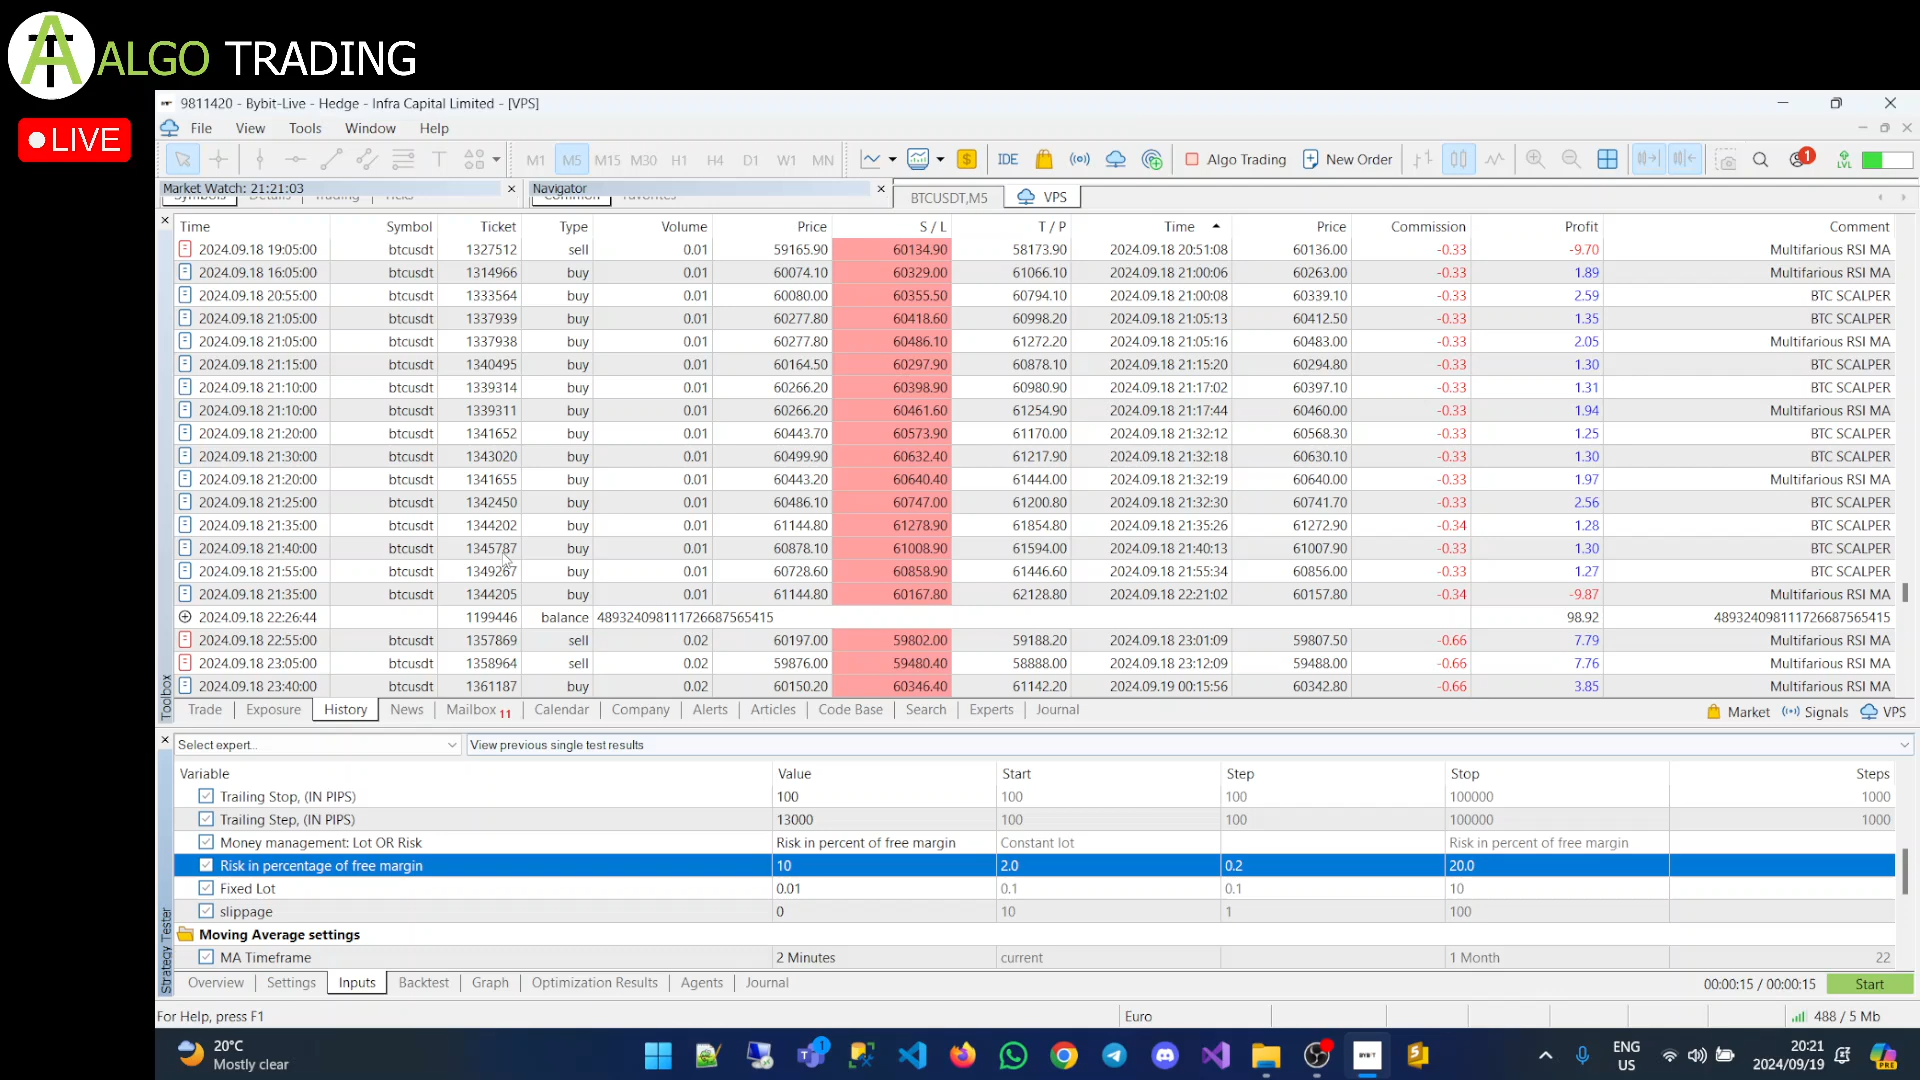 ALGO TRADING
LIVE
9811420 - Bybit-Live - Hedge - Infra Capital Limited - [VPS]
File View Tools Window Help
M1 M5 M15 M30 H1 H4 D1 W1 MN IDE Algo Trading New Order 1 LVL
Market Watch: 21:21:03 Navigator
Symbols Details Trading Ticks Common Favorites BTCUSDT,M5 VPS
Time Symbol Ticket Type Volume Price S / L T / P Time Price Commission Profit Comment
2024.09.18 19:05:00 btcusdt 1327512 sell 0.01 59165.90 60134.90 58173.90 2024.09.18 20:51:08 60136.00 -0.33 -9.70 Multifarious RSI MA
2024.09.18 16:05:00 btcusdt 1314966 buy 0.01 60074.10 60329.00 61066.10 2024.09.18 21:00:06 60263.00 -0.33 1.89 Multifarious RSI MA
2024.09.18 20:55:00 btcusdt 1333564 buy 0.01 60080.00 60355.50 60794.10 2024.09.18 21:00:08 60339.10 -0.33 2.59 BTC SCALPER
2024.09.18 21:05:00 btcusdt 1337939 buy 0.01 60277.80 60418.60 60998.20 2024.09.18 21:05:13 60412.50 -0.33 1.35 BTC SCALPER
2024.09.18 21:05:00 btcusdt 1337938 buy 0.01 60277.80 60486.10 61272.20 2024.09.18 21:05:16 60483.00 -0.33 2.05 Multifarious RSI MA
2024.09.18 21:15:00 btcusdt 1340495 buy 0.01 60164.50 60297.90 60878.10 2024.09.18 21:15:20 60294.80 -0.33 1.30 BTC SCALPER
2024.09.18 21:10:00 btcusdt 1339314 buy 0.01 60266.20 60398.90 60980.90 2024.09.18 21:17:02 60397.10 -0.33 1.31 BTC SCALPER
2024.09.18 21:10:00 btcusdt 1339311 buy 0.01 60266.20 60461.60 61254.90 2024.09.18 21:17:44 60460.00 -0.33 1.94 Multifarious RSI MA
2024.09.18 21:20:00 btcusdt 1341652 buy 0.01 60443.70 60573.90 61170.00 2024.09.18 21:32:12 60568.30 -0.33 1.25 BTC SCALPER
2024.09.18 21:30:00 btcusdt 1343020 buy 0.01 60499.90 60632.40 61217.90 2024.09.18 21:32:18 60630.10 -0.33 1.30 BTC SCALPER
2024.09.18 21:20:00 btcusdt 1341655 buy 0.01 60443.20 60640.40 61444.00 2024.09.18 21:32:19 60640.00 -0.33 1.97 Multifarious RSI MA
2024.09.18 21:25:00 btcusdt 1342450 buy 0.01 60486.10 60747.00 61200.80 2024.09.18 21:32:30 60741.70 -0.33 2.56 BTC SCALPER
2024.09.18 21:35:00 btcusdt 1344202 buy 0.01 61144.80 61278.90 61854.80 2024.09.18 21:35:26 61272.90 -0.34 1.28 BTC SCALPER
2024.09.18 21:40:00 btcusdt 1345787 buy 0.01 60878.10 61008.90 61594.00 2024.09.18 21:40:13 61007.90 -0.33 1.30 BTC SCALPER
2024.09.18 21:55:00 btcusdt 1349267 buy 0.01 60728.60 60858.90 61446.60 2024.09.18 21:55:34 60856.00 -0.33 1.27 BTC SCALPER
2024.09.18 21:35:00 btcusdt 1344205 buy 0.01 61144.80 60167.80 62128.80 2024.09.18 22:21:02 60157.80 -0.34 -9.87 Multifarious RSI MA
2024.09.18 22:26:44 1199446 balance 489324098111726687565415 98.92 489324098111726687565415
2024.09.18 22:55:00 btcusdt 1357869 sell 0.02 60197.00 59802.00 59188.20 2024.09.18 23:01:09 59807.50 -0.66 7.79 Multifarious RSI MA
2024.09.18 23:05:00 btcusdt 1358964 sell 0.02 59876.00 59480.40 58888.00 2024.09.18 23:12:09 59488.00 -0.66 7.76 Multifarious RSI MA
2024.09.18 23:40:00 btcusdt 1361187 buy 0.02 60150.20 60346.40 61142.20 2024.09.19 00:15:56 60342.80 -0.66 3.85 Multifarious RSI MA
Toolbox
Trade Exposure History News Mailbox 11 Calendar Company Alerts Articles Code Base Search Experts Journal Market Signals VPS
Select expert... View previous single test results
Variable Value Start Step Stop Steps
Trailing Stop, (IN PIPS) 100 100 100 100000 1000
Trailing Step, (IN PIPS) 13000 100 100 100000 1000
Money management: Lot OR Risk Risk in percent of free margin Constant lot Risk in percent of free margin
Risk in percentage of free margin 10 2.0 0.2 20.0
Fixed Lot 0.01 0.1 0.1 10
slippage 0 10 1 100
Moving Average settings
MA Timeframe 2 Minutes current 1 Month 22
Strategy Tester
Overview Settings Inputs Backtest Graph Optimization Results Agents Journal 00:00:15 / 00:00:15 Start
For Help, press F1 Euro 488 / 5 Mb
20°C
Mostly clear
1
BYBIT
ENG
US
20:21
2024/09/19
PRE